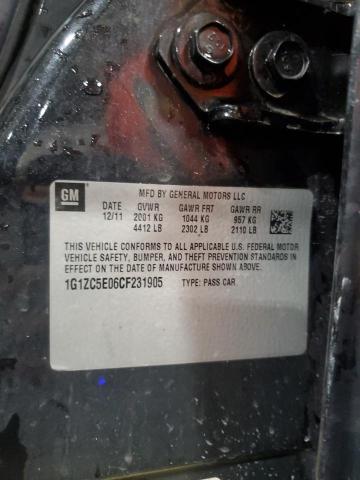 GM
MFD BY GENERAL MOTORS LLC
DATE GVWR GAWR FRT GAWR RR
12/11 2001 KG 1044 KG 957 KG
4412 LB 2302 LB 2110 LB
THIS VEHICLE CONFORMS TO ALL APPLICABLE U.S. FEDERAL MOTOR
VEHICLE SAFETY, BUMPER, AND THEFT PREVENTION STANDARDS
IN EFFECT ON THE DATE OF MANUFACTURE SHOWN ABOVE.
1G1ZC5E06CF231905 TYPE: PASS CAR